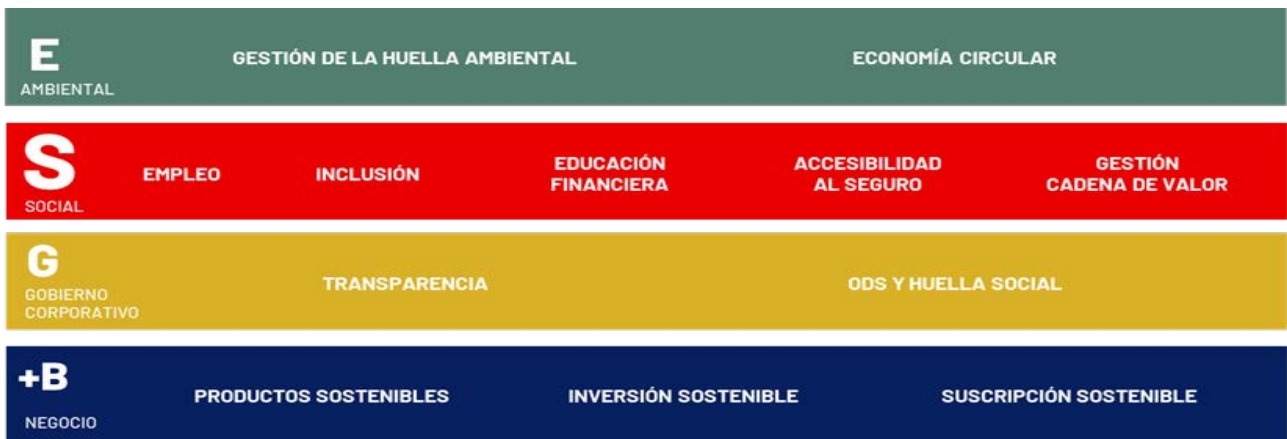 E
AMBIENTAL
GESTIÓN DE LA HUELLA AMBIENTAL
ECONOMÍA CIRCULAR
S
SOCIAL
EMPLEO
INCLUSIÓN
EDUCACIÓN
FINANCIERA
ACCESIBILIDAD
AL SEGURO
GESTIÓN
CADENA DE VALOR
G
GOBIERNO
CORPORATIVO
TRANSPARENCIA
ODS Y HUELLA SOCIAL
+B
NEGOCIO
PRODUCTOS SOSTENIBLES
INVERSIÓN SOSTENIBLE
SUSCRIPCIÓN SOSTENIBLE